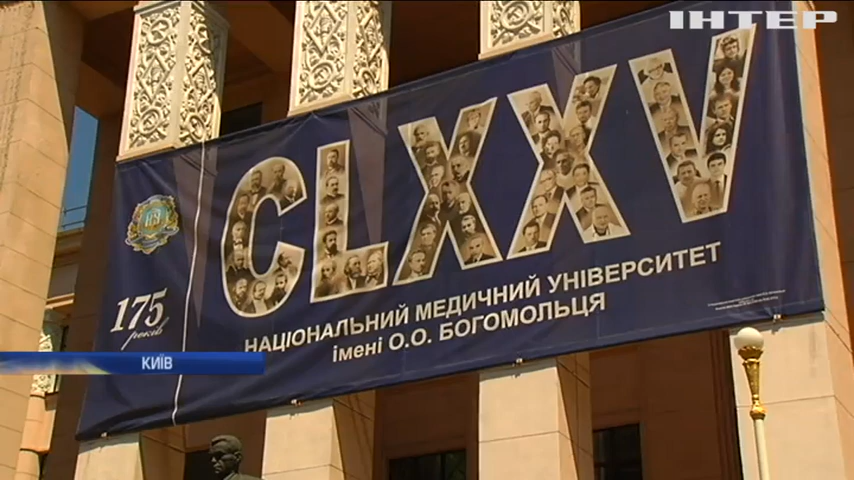 ІНТЕР
CLXXV
175
років
НАЦІОНАЛЬНИЙ МЕДИЧНИЙ УНІВЕРСИТЕТ
імені О.О. БОГОМОЛЬЦЯ
КИЇВ